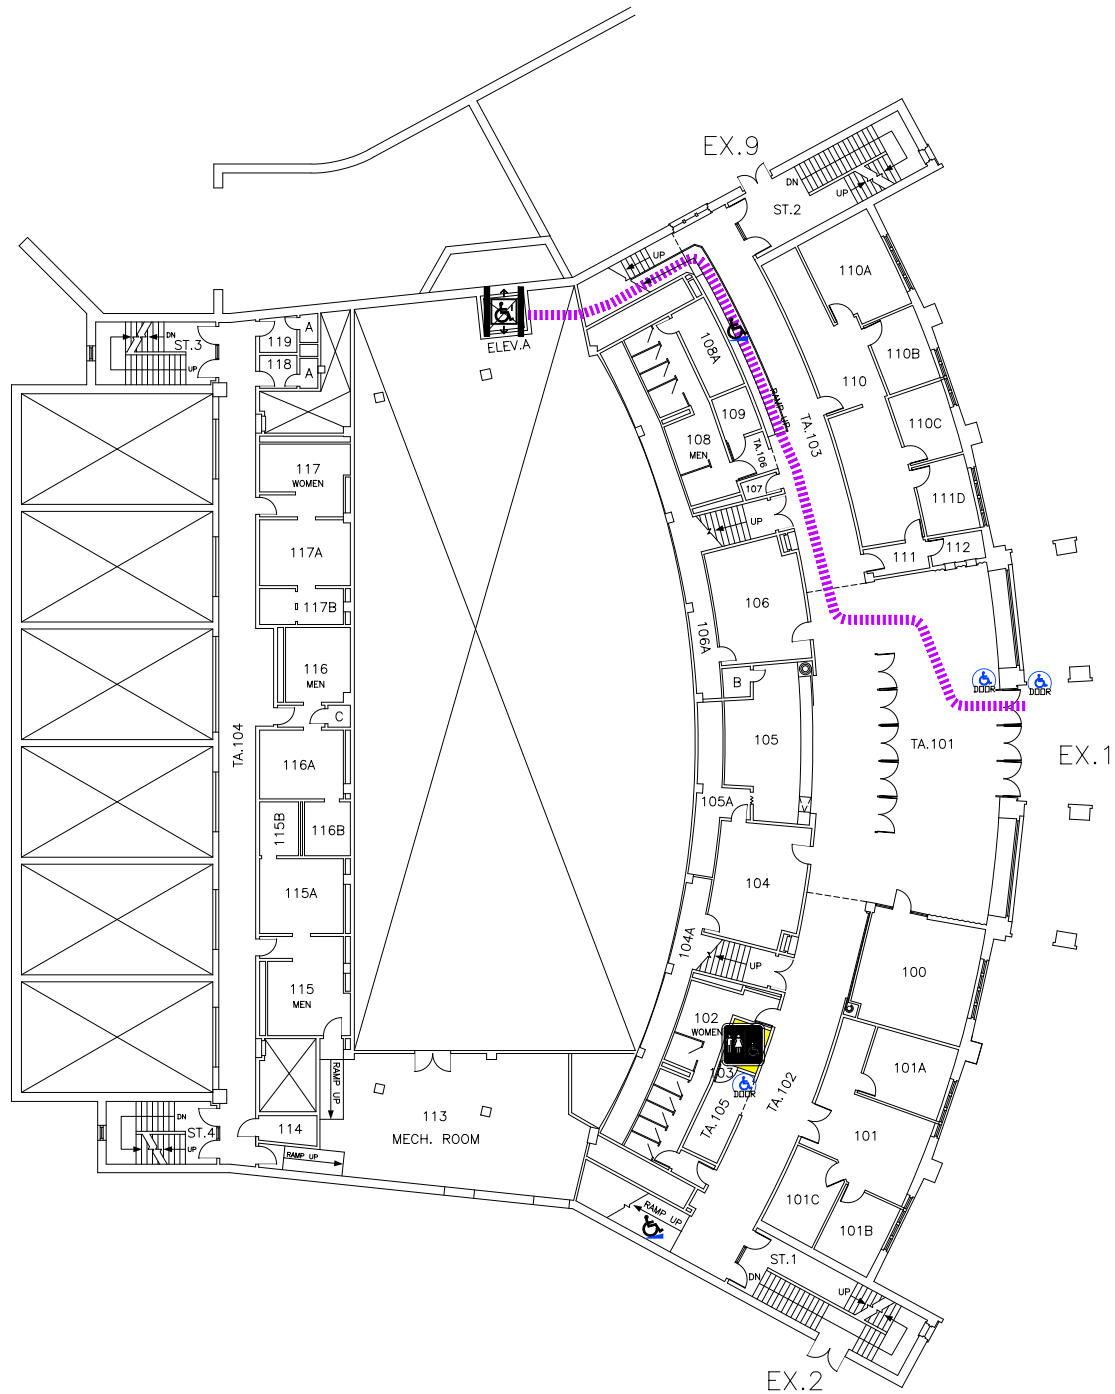 EX.9
DN
UP
ST.2
UP
110A
ELEV.A
A
DN
ST.3
119
UP
118
A
108A
110B
110
RAMP UP
109
110C
TA.103
108
MEN
TA.106
117
WOMEN
107
111D
UP
117A
111
112
106
117B
106A
116
MEN
B
DOOR
DOOR
C
TA.104
105
TA.101
EX.1
116A
105A
115B
116B
104
115A
104A
UP
100
115
MEN
102
WOMEN
103
101A
RAMP UP
DOOR
TA.102
113
MECH. ROOM
TA.105
DN
114
ST.4
UP
RAMP UP
101
101C
RAMP UP
101B
ST.1
DN
UP
EX.2